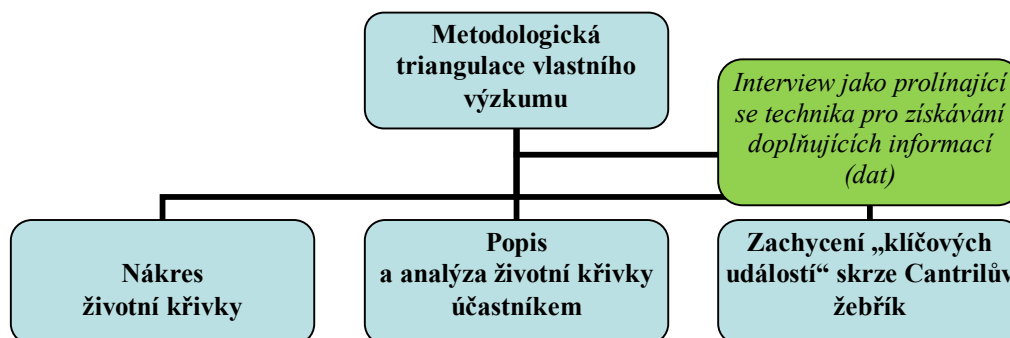 Metodologická
triangulace vlastního
výzkumu
Interview jako prolínající
se technika pro získávání
doplňujících informací
(dat)
Nákres
životní křivky
Popis
a analýza životní křivky
účastníkem
Zachycení „klíčových
událostí“ skrze Cantrilův
žebřík